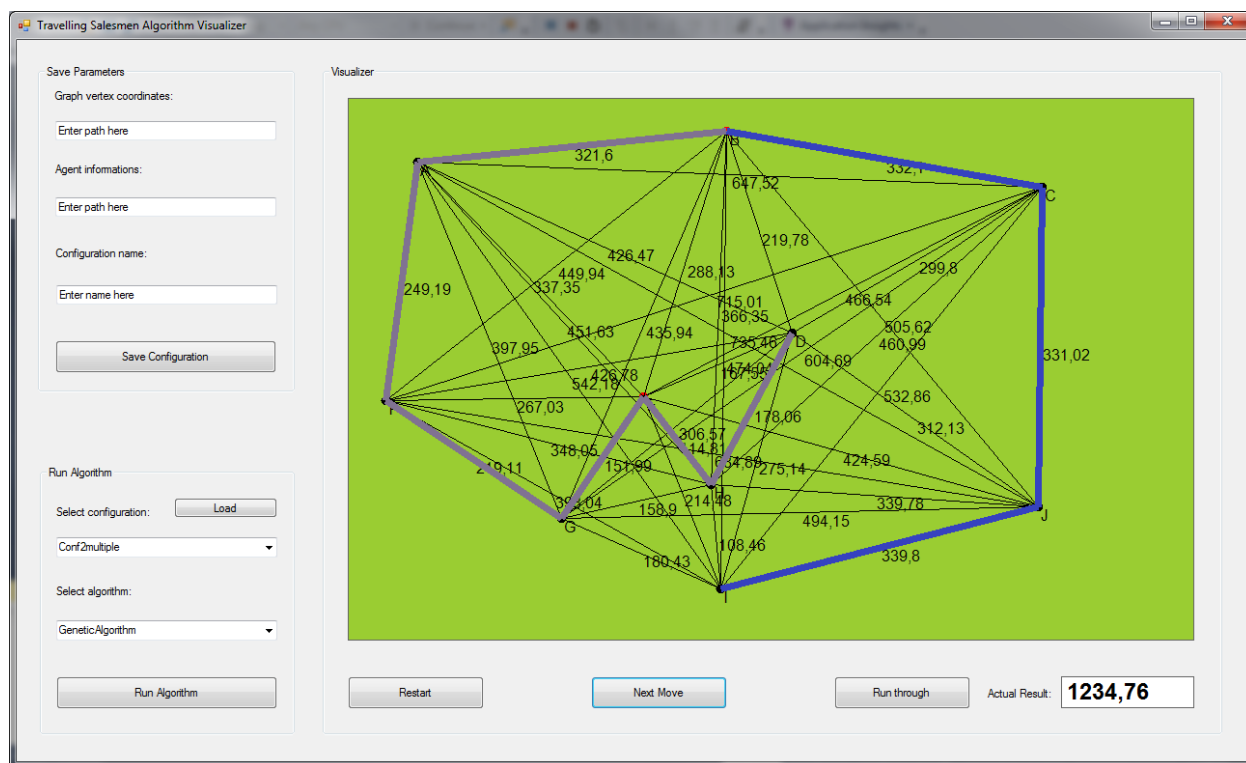 Travelling Salesmen Algorithm Visualizer
Save Parameters
Graph vertex coordinates:
Enter path here
Agent informations:
Enter path here
Configuration name:
Enter name here
Save Configuration
Run Algorithm
Select configuration:
Load
Conf2multiple
Select algorithm:
GeneticAlgorithm
Run Algorithm
Visualizer
B
321,6
332,1
647,52
C
219,78
426,47
288,13
299,8
449,94
249,19
337,35
715,01
466,54
366,35
505,62
451,63
435,94
735,46
D
460,99
397,95
604,69
331,02
426,78
542,18
532,86
267,03
178,06
306,57
312,13
348,05
151,99
275,14
424,59
249,11
H
214,48
339,78
158,9
494,15
G
J
108,46
180,43
339,8
I
Restart
Next Move
Run through
Actual Result:
1234,76